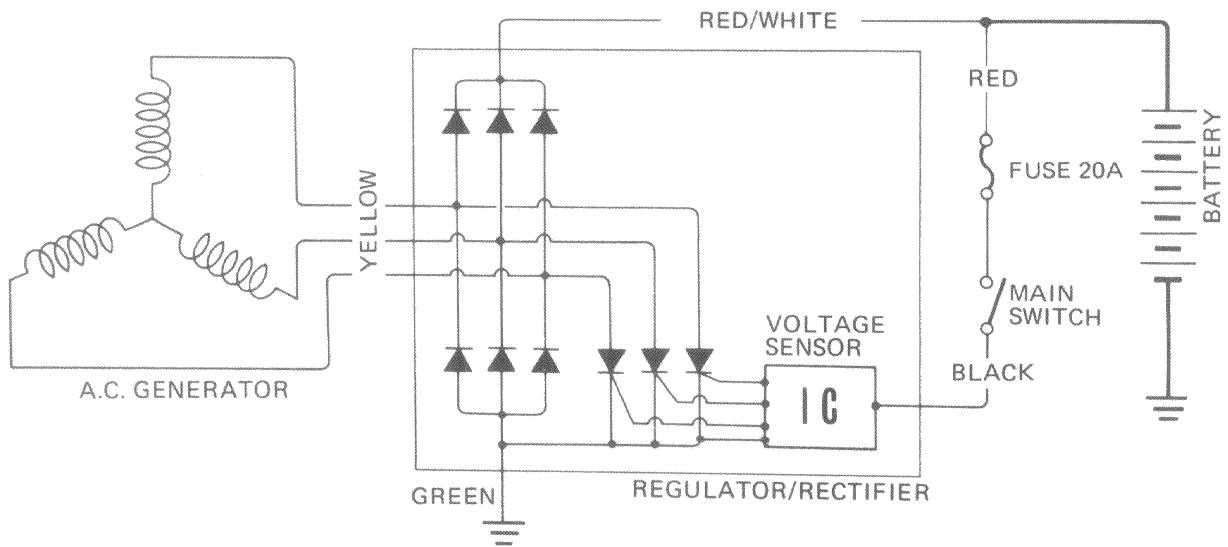 RED/WHITE
RED
YELLOW
FUSE 20A
BATTERY
MAIN
SWITCH
VOLTAGE
SENSOR
BLACK
A.C. GENERATOR
IC
GREEN
REGULATOR/RECTIFIER